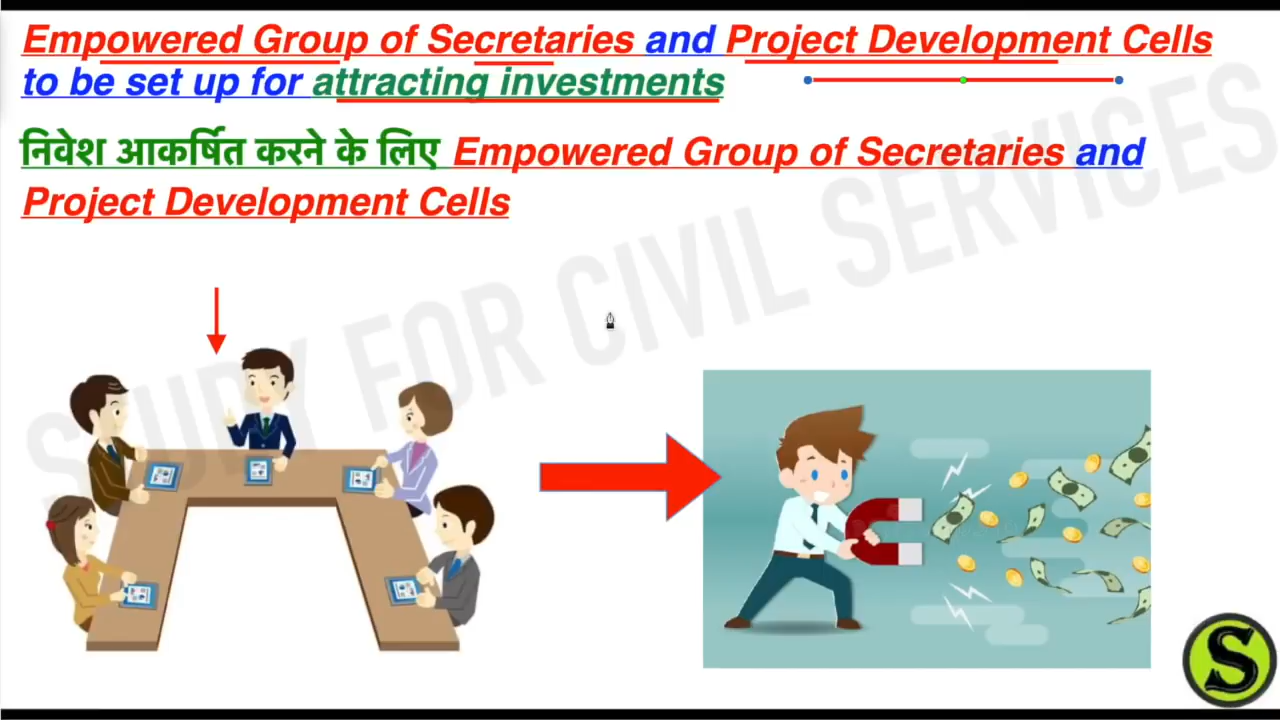 Empowered Group of Secretaries and Project Development Cells
to be set up for attracting investments
निवेश आकर्षित करने के लिए Empowered Group of Secretaries and
Project Development Cells
STUDY FOR CIVIL SERVICES
S